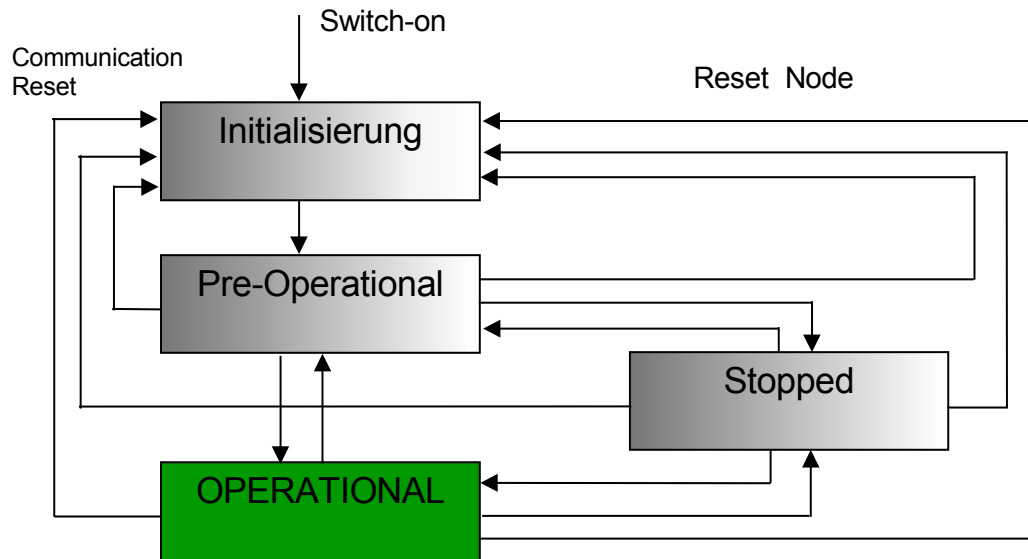 Switch-on
Communication
Reset
Reset Node
Initialisierung
Pre-Operational
Stopped
OPERATIONAL